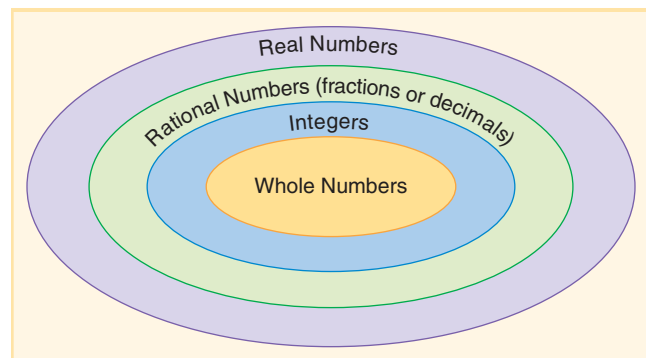 Real Numbers
Rational Numbers (fractions or decimals)
Integers
Whole Numbers